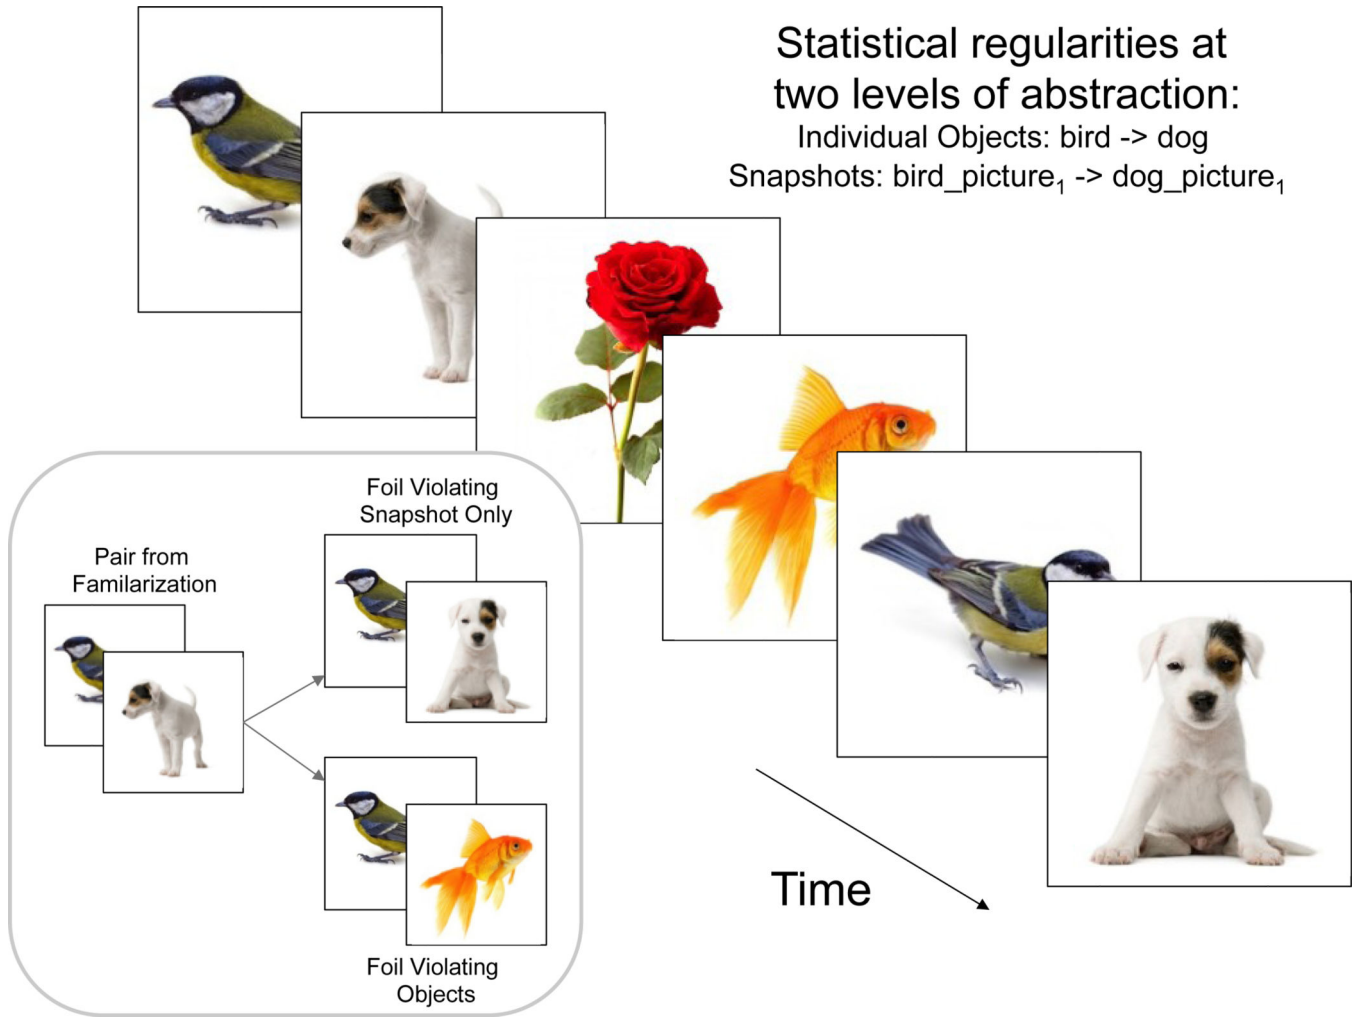 Statistical regularities at
two levels of abstraction:
Individual Objects: bird -> dog
Snapshots: bird_picture₁ -> dog_picture₁
Foil Violating
Snapshot Only
Pair from
Familarization
Foil Violating
Objects
Time